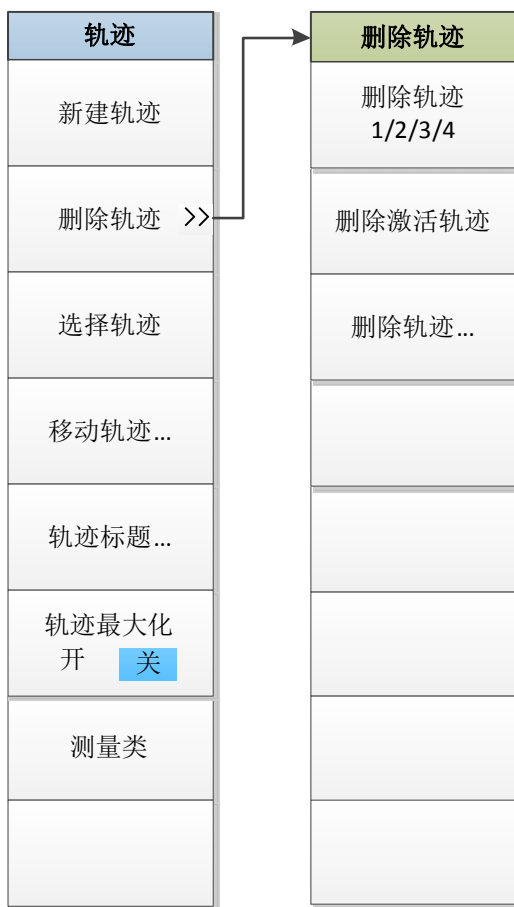 轨迹
新建轨迹
删除轨迹 >>
选择轨迹
移动轨迹...
轨迹标题...
轨迹最大化
开 关
测量类
删除轨迹
删除轨迹
1/2/3/4
删除激活轨迹
删除轨迹...